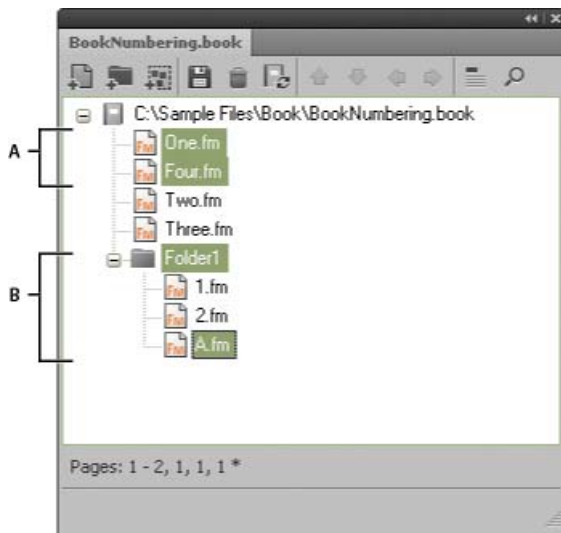 BookNumbering.book
C:\Sample Files\Book\BookNumbering.book
A
One.fm
Four.fm
Two.fm
Three.fm
B
Folder1
1.fm
2.fm
A.fm
Pages: 1 - 2, 1, 1, 1 *